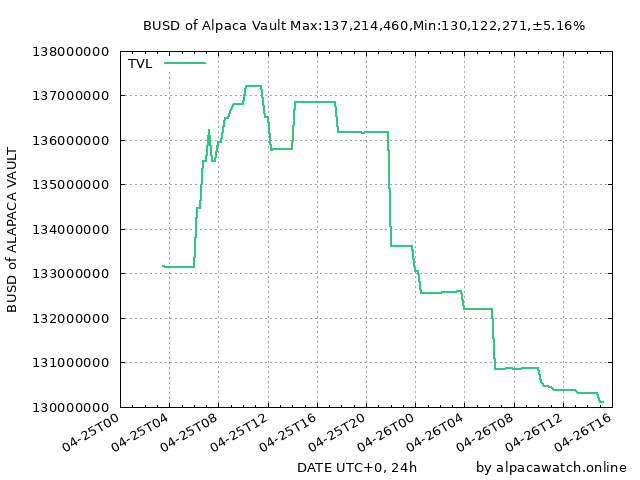 BUSD of Alpaca Vault Max:137,214,460,Min:130,122,271,±5.16%
138000000
TVL
137000000
136000000
135000000
134000000
133000000
132000000
131000000
130000000
BUSD of ALAPACA VAULT
04-25T00
04-25T04
04-25T08
04-25T12
04-25T16
04-25T20
04-26T00
04-26T04
04-26T08
04-26T12
04-26T16
DATE UTC+0, 24h
by alpacawatch.online